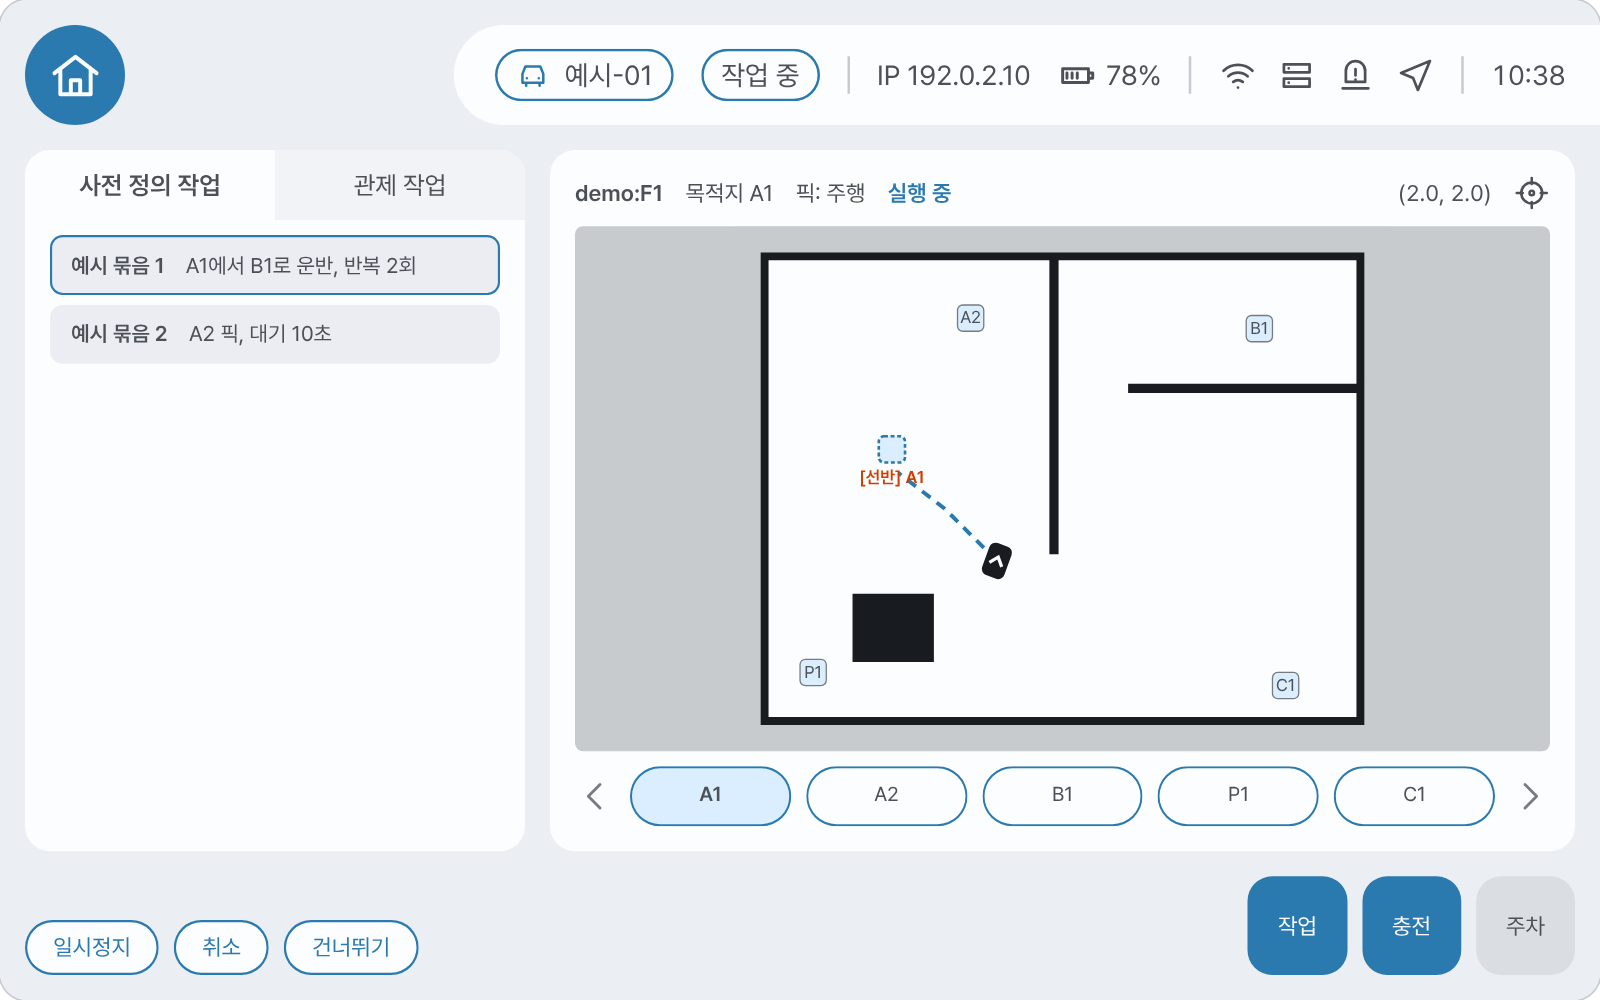 예시-01 작업 중 IP 192.0.2.10 78% 10:38
사전 정의 작업 관제 작업
예시 묶음 1 A1에서 B1로 운반, 반복 2회
예시 묶음 2 A2 픽, 대기 10초
demo:F1 목적지 A1 픽: 주행 실행 중 (2.0, 2.0)
A2
B1
[선반] A1
P1
C1
A1 A2 B1 P1 C1
일시정지 취소 건너뛰기
작업 충전 주차